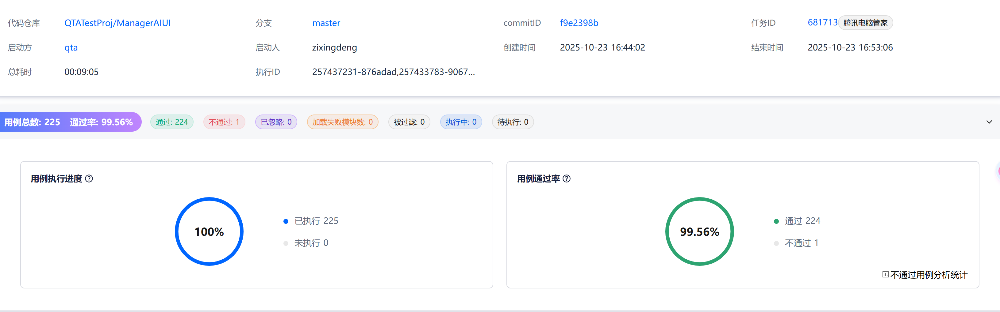 代码仓库 QTATestProj/ManagerAIUI 分支 master commitID f9e2398b 任务ID 681713 腾讯电脑管家
启动方 qta 启动人 zixingdeng 创建时间 2025-10-23 16:44:02 结束时间 2025-10-23 16:53:06
总耗时 00:09:05 执行ID 257437231-876adad,257433783-9067...
用例总数: 225 通过率: 99.56% 通过: 224 不通过: 1 已忽略: 0 加载失败模块数: 0 被过滤: 0 执行中: 0 待执行: 0
用例执行进度
100%
已执行 225
未执行 0
用例通过率
99.56%
通过 224
不通过 1
不通过用例分析统计